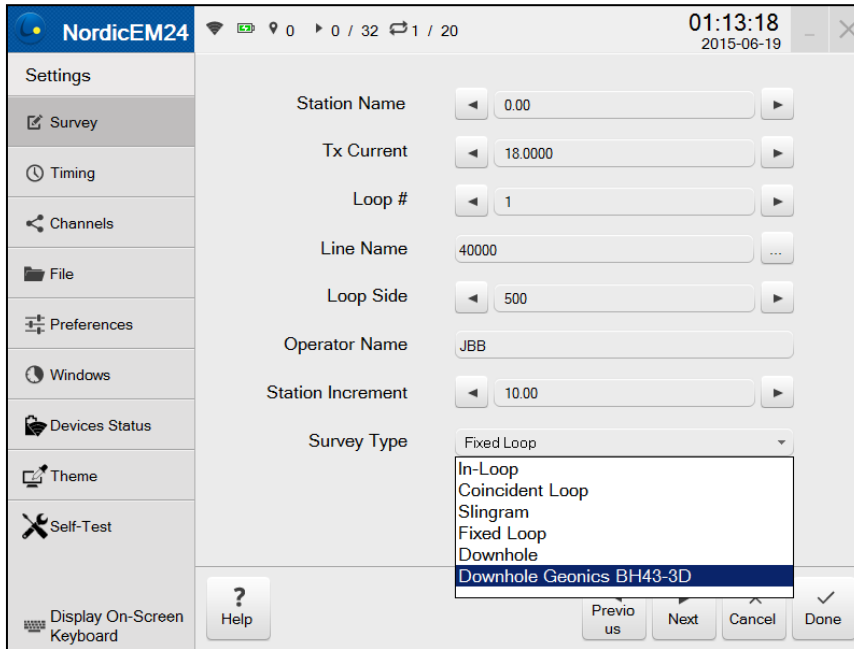 NordicEM24
0
0 / 32
1 / 20
01:13:18
2015-06-19
Settings
Survey
Timing
Channels
File
Preferences
Windows
Devices Status
Theme
Self-Test
Display On-Screen
Keyboard
Station Name
0.00
Tx Current
18.0000
Loop #
1
Line Name
40000
...
Loop Side
500
Operator Name
JBB
Station Increment
10.00
Survey Type
Fixed Loop
In-Loop
Coincident Loop
Slingram
Fixed Loop
Downhole
Downhole Geonics BH43-3D
?
Help
Previo
us
Next
Cancel
Done